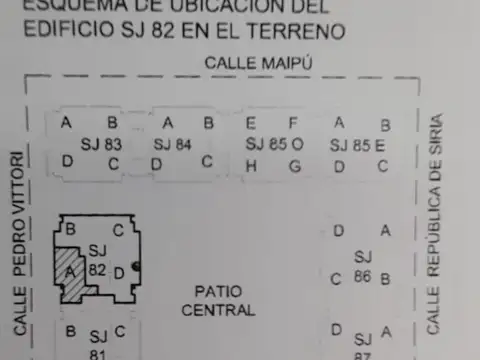 ESQUEMA DE UBICACIÓN DEL
EDIFICIO SJ 82 EN EL TERRENO
CALLE MAIPÚ
A B A B E F A B
SJ 83 SJ 84 SJ 85 O SJ 85 E
D C D C H G D C
CALLE PEDRO VITTORI
CALLE REPÚBLICA DE SIRIA
B C
SJ
82
A D
D A
SJ
86
C B
PATIO
CENTRAL
B SJ C
81
D A
SJ
87